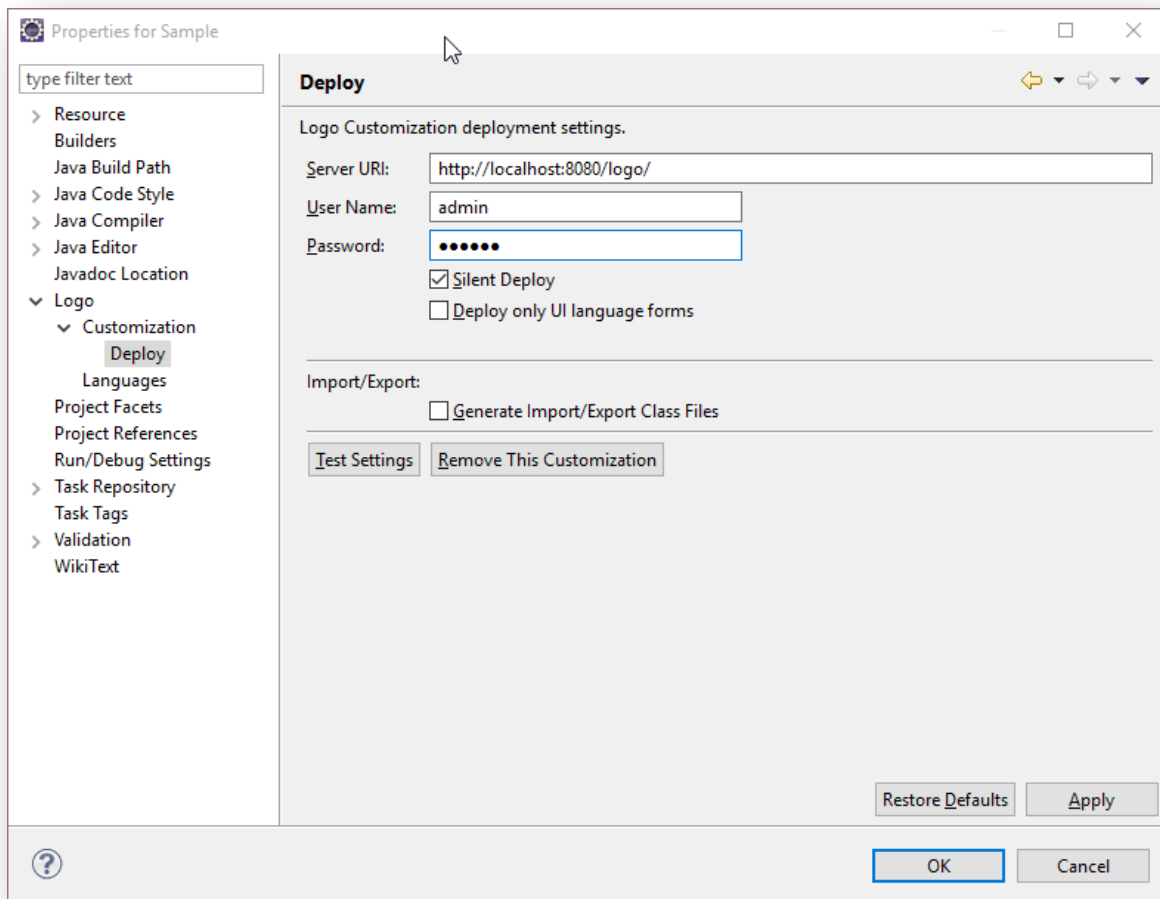 Properties for Sample
type filter text
Resource
Builders
Java Build Path
Java Code Style
Java Compiler
Java Editor
Javadoc Location
Logo
Customization
Deploy
Languages
Project Facets
Project References
Run/Debug Settings
Task Repository
Task Tags
Validation
WikiText
Deploy
Logo Customization deployment settings.
Server URI: http://localhost:8080/logo/
User Name: admin
Password: ●●●●●●
Silent Deploy
Deploy only UI language forms
Import/Export:
Generate Import/Export Class Files
Test Settings Remove This Customization
Restore Defaults Apply
? OK Cancel